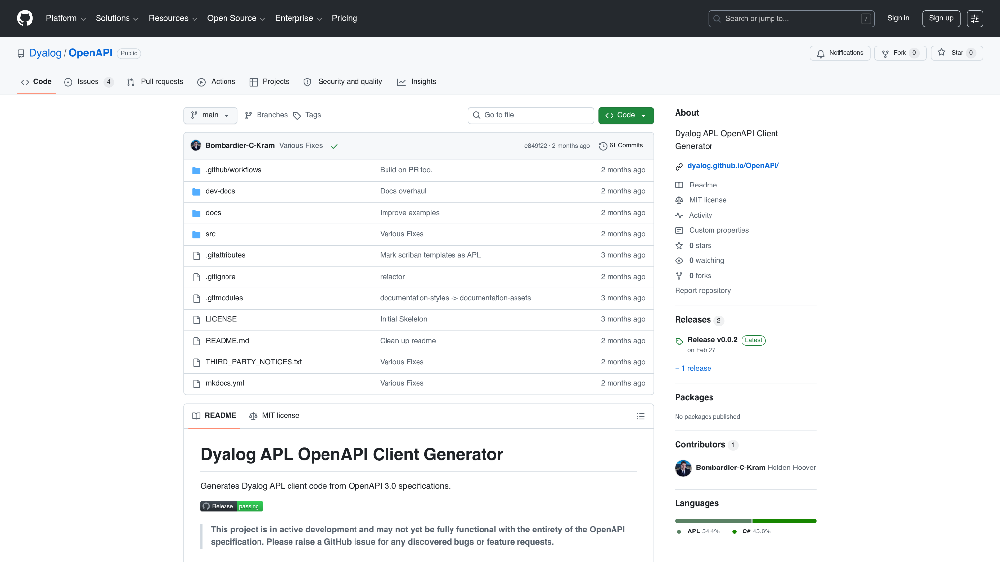 Platform Solutions Resources Open Source Enterprise Pricing Search or jump to... / Sign in Sign up
Dyalog / OpenAPI Public Notifications Fork 0 Star 0
Code Issues 4 Pull requests Actions Projects Security and quality Insights
main Branches Tags Go to file Code
Bombardier-C-Kram Various Fixes e849f22 · 2 months ago 61 Commits
.github/workflows Build on PR too. 2 months ago
dev-docs Docs overhaul 2 months ago
docs Improve examples 2 months ago
src Various Fixes 2 months ago
.gitattributes Mark scriban templates as APL 3 months ago
.gitignore refactor 2 months ago
.gitmodules documentation-styles -> documentation-assets 3 months ago
LICENSE Initial Skeleton 3 months ago
README.md Clean up readme 2 months ago
THIRD_PARTY_NOTICES.txt Various Fixes 2 months ago
mkdocs.yml Various Fixes 2 months ago
README MIT license
Dyalog APL OpenAPI Client Generator
Generates Dyalog APL client code from OpenAPI 3.0 specifications.
Release passing
This project is in active development and may not yet be fully functional with the entirety of the OpenAPI
specification. Please raise a GitHub issue for any discovered bugs or feature requests.
About
Dyalog APL OpenAPI Client
Generator
dyalog.github.io/OpenAPI/
Readme
MIT license
Activity
Custom properties
0 stars
0 watching
0 forks
Report repository
Releases 2
Release v0.0.2 Latest
on Feb 27
+ 1 release
Packages
No packages published
Contributors 1
Bombardier-C-Kram Holden Hoover
Languages
APL 54.4% C# 45.6%